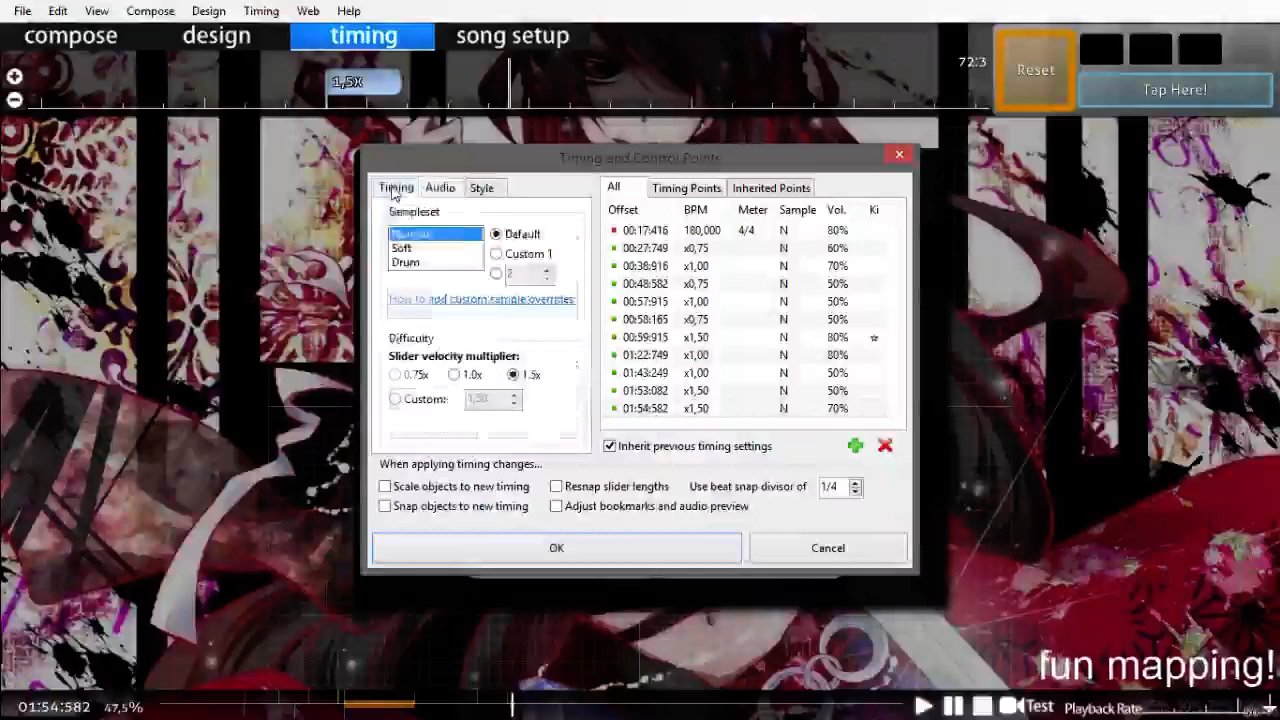 File Edit View Compose Design Timing Web Help
compose design timing song setup
1,5x
72:3
Reset
Tap Here!
Timing and Control Points
Timing Audio Style
Sampleset
Normal
Soft
Drum
Default
Custom 1
2
How to add custom sample overrides
Difficulty
Slider velocity multiplier:
0.75x 1.0x 1.5x
Custom: 1,50
All Timing Points Inherited Points
Offset BPM Meter Sample Vol. Ki
00:17:416 180,000 4/4 N 80%
00:27:749 x0,75 N 60%
00:38:916 x1,00 N 70%
00:48:582 x0,75 N 50%
00:57:915 x1,00 N 50%
00:58:165 x0,75 N 50%
00:59:915 x1,50 N 80% ☆
01:22:749 x1,00 N 80%
01:43:249 x1,00 N 50%
01:53:082 x1,50 N 50%
01:54:582 x1,50 N 70%
Inherit previous timing settings
When applying timing changes...
Scale objects to new timing Resnap slider lengths Use beat snap divisor of 1/4
Snap objects to new timing Adjust bookmarks and audio preview
OK Cancel
fun mapping!
01:54:582 47,5% Test Playback Rate